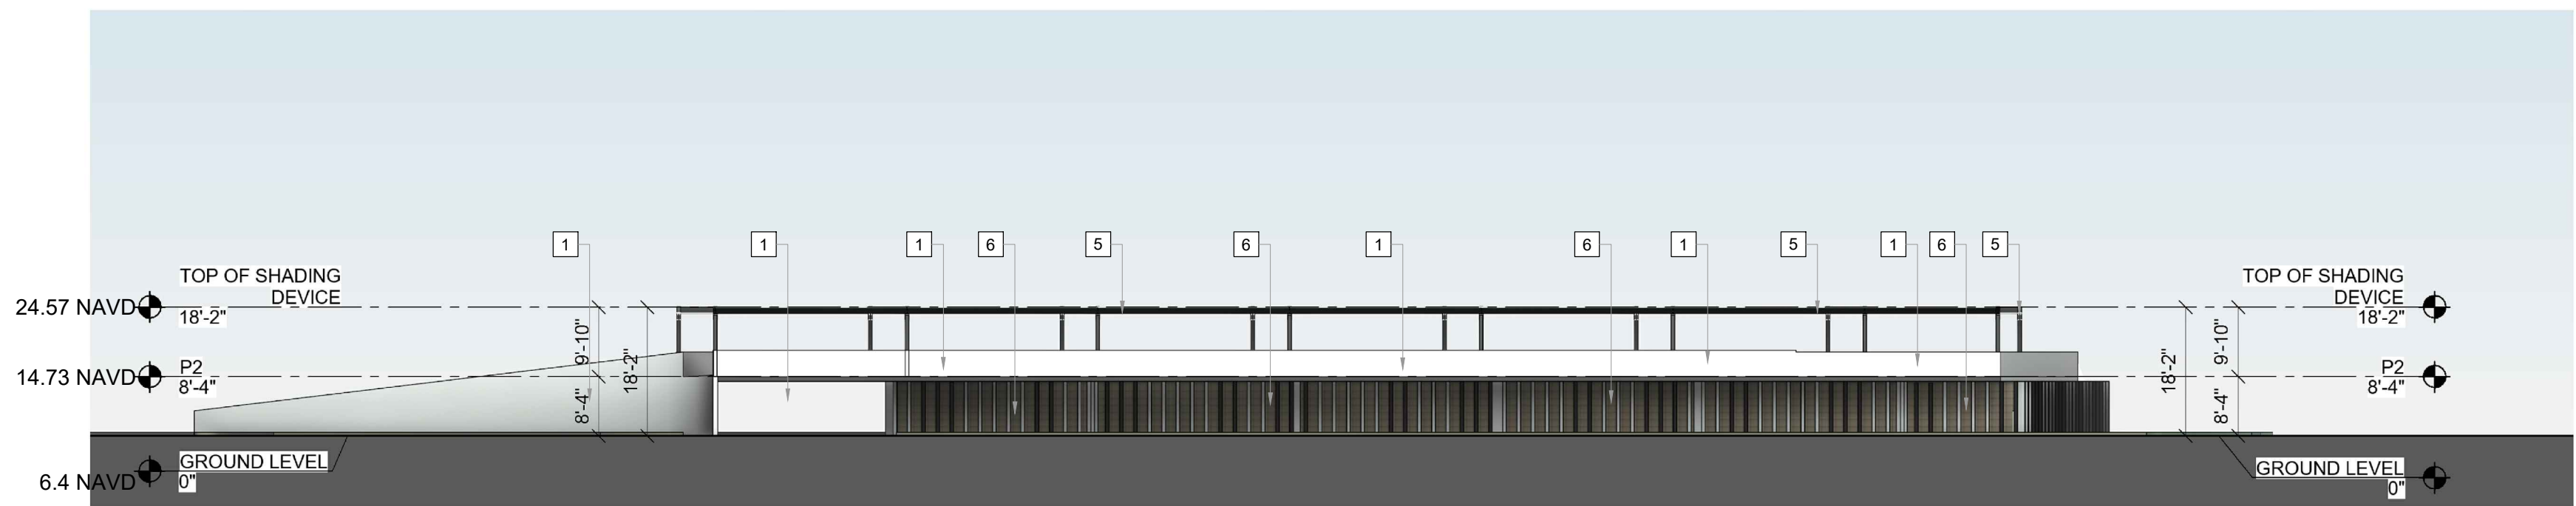 1 1 1 6 5 6 1 6 1 5 1 6 5
TOP OF SHADING
DEVICE
24.57 NAVD
18'-2"
9'-10"
18'-2"
P2
14.73 NAVD
8'-4"
8'-4"
GROUND LEVEL
6.4 NAVD
0"
TOP OF SHADING
DEVICE
18'-2"
9'-10"
18'-2"
P2
8'-4"
8'-4"
GROUND LEVEL
0"